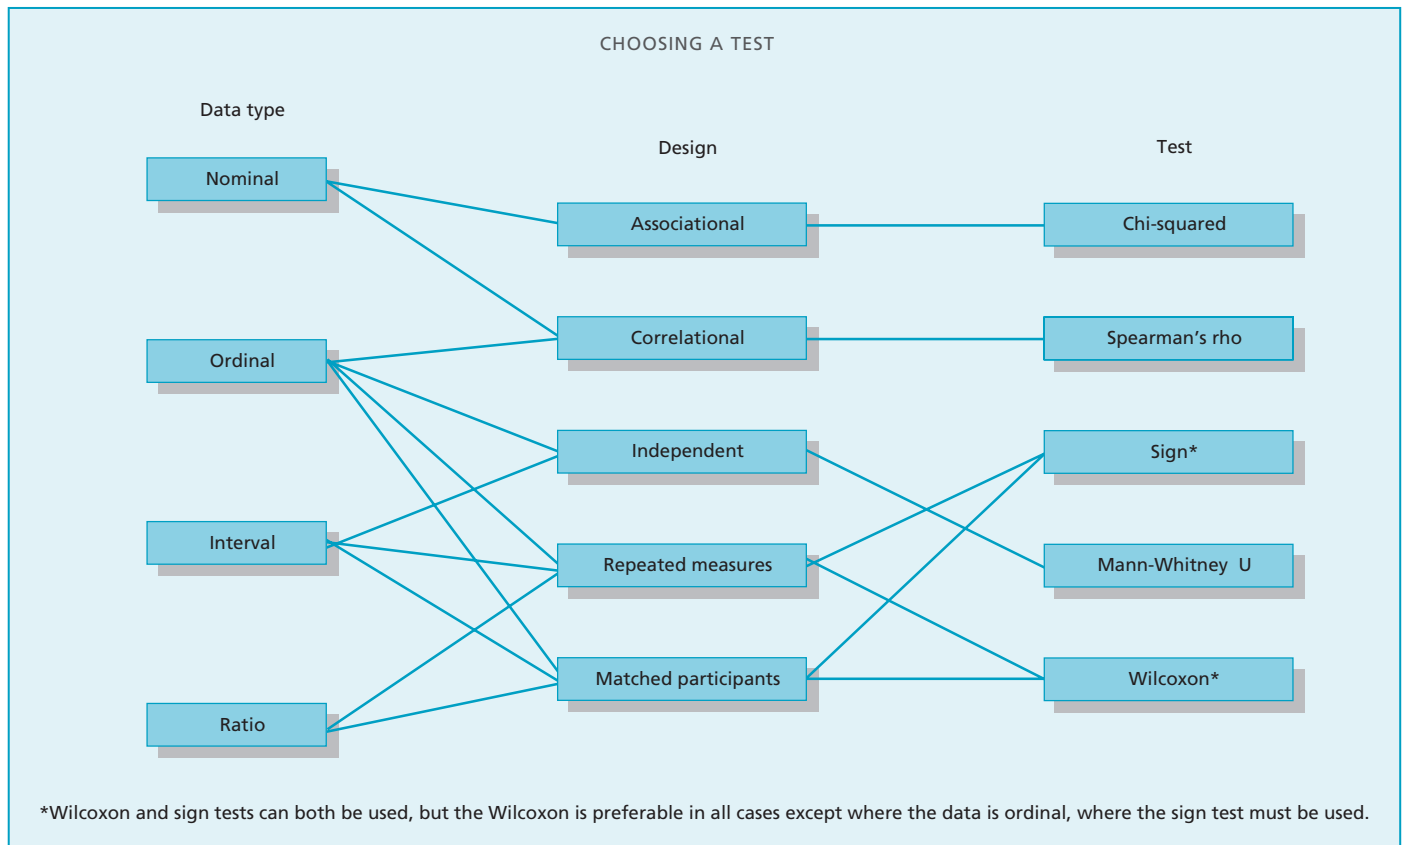 CHOOSING A TEST
Data type
Nominal
Ordinal
Interval
Ratio
Design
Associational
Correlational
Independent
Repeated measures
Matched participants
Test
Chi-squared
Spearman’s rho
Sign*
Mann-Whitney U
Wilcoxon*
*Wilcoxon and sign tests can both be used, but the Wilcoxon is preferable in all cases except where the data is ordinal, where the sign test must be used.